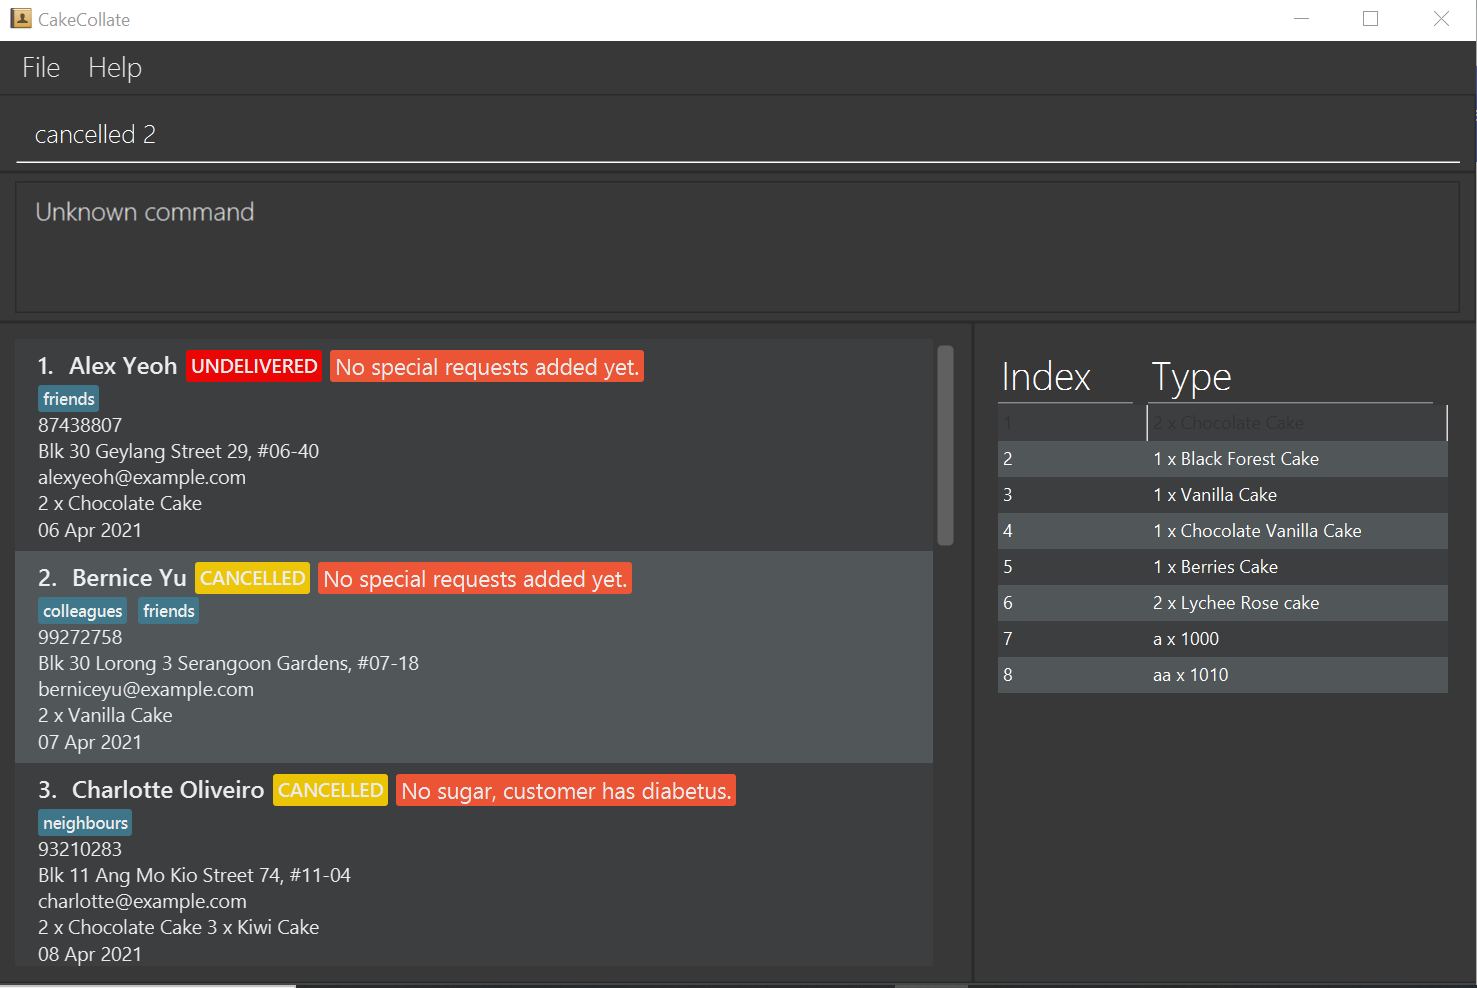 CakeCollate
File Help
cancelled 2
Unknown command
1. Alex Yeoh UNDELIVERED No special requests added yet.
friends
87438807
Blk 30 Geylang Street 29, #06-40
alexyeoh@example.com
2 x Chocolate Cake
06 Apr 2021
2. Bernice Yu CANCELLED No special requests added yet.
colleagues friends
99272758
Blk 30 Lorong 3 Serangoon Gardens, #07-18
berniceyu@example.com
2 x Vanilla Cake
07 Apr 2021
3. Charlotte Oliveiro CANCELLED No sugar, customer has diabetus.
neighbours
93210283
Blk 11 Ang Mo Kio Street 74, #11-04
charlotte@example.com
2 x Chocolate Cake 3 x Kiwi Cake
08 Apr 2021
Index Type
1 2 x Chocolate Cake
2 1 x Black Forest Cake
3 1 x Vanilla Cake
4 1 x Chocolate Vanilla Cake
5 1 x Berries Cake
6 2 x Lychee Rose cake
7 a x 1000
8 aa x 1010